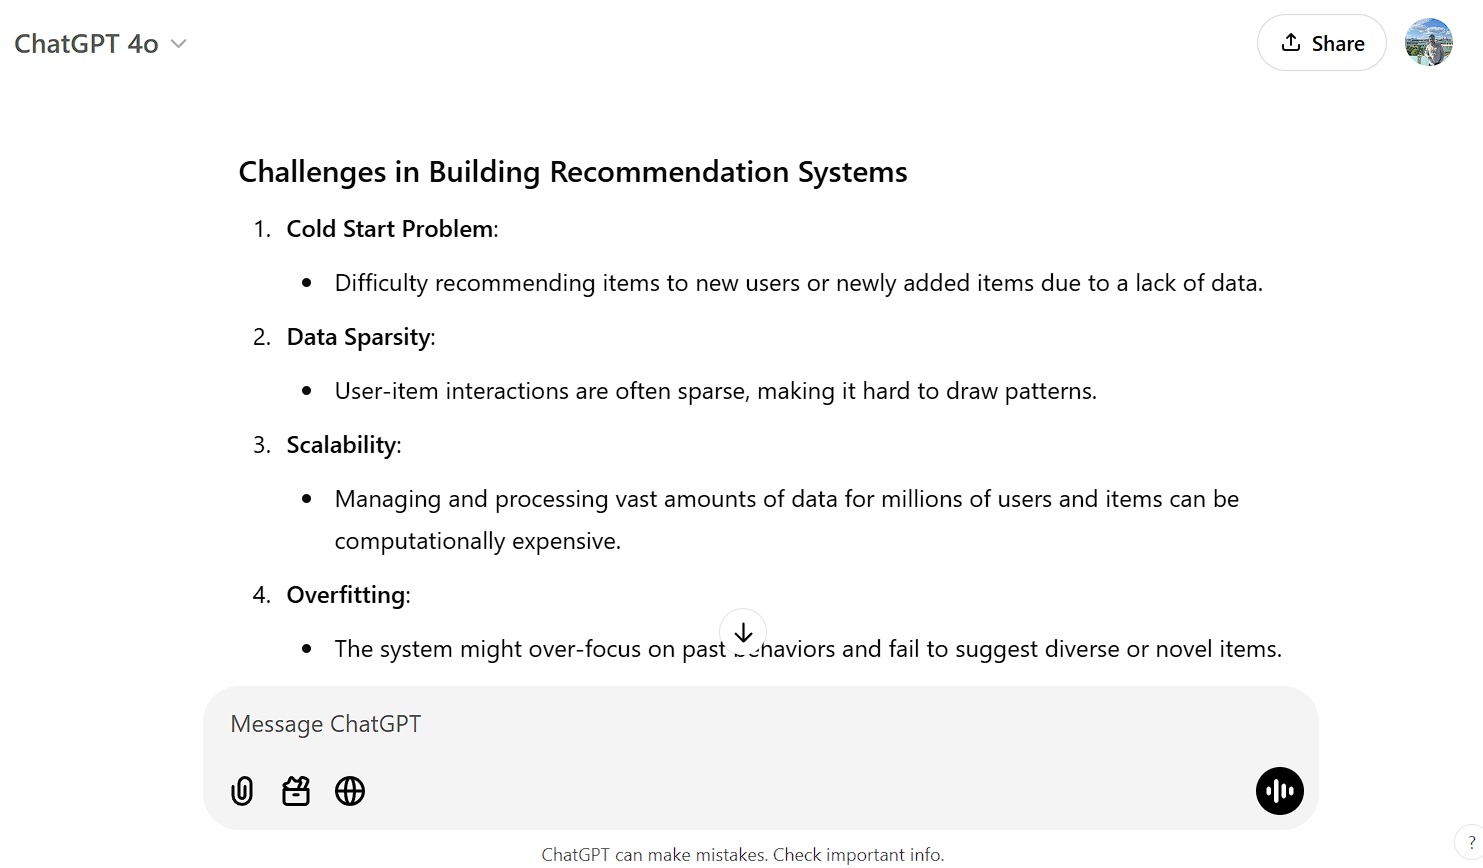 ChatGPT 4o
Share
Challenges in Building Recommendation Systems
1. Cold Start Problem:
• Difficulty recommending items to new users or newly added items due to a lack of data.
2. Data Sparsity:
• User-item interactions are often sparse, making it hard to draw patterns.
3. Scalability:
• Managing and processing vast amounts of data for millions of users and items can be
computationally expensive.
4. Overfitting:
• The system might over-focus on past behaviors and fail to suggest diverse or novel items.
Message ChatGPT
ChatGPT can make mistakes. Check important info.
?